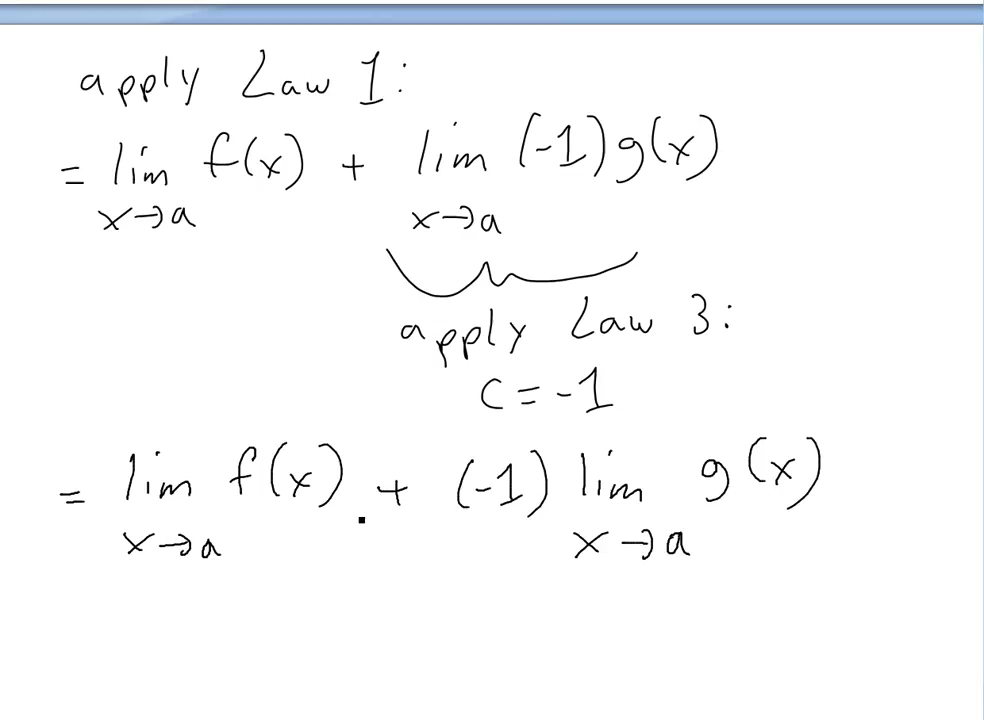 apply Law 1:
= lim f(x) + lim (-1)g(x)
x→a x→a
apply Law 3:
c = -1
= lim f(x) + (-1) lim g(x)
x→a x→a